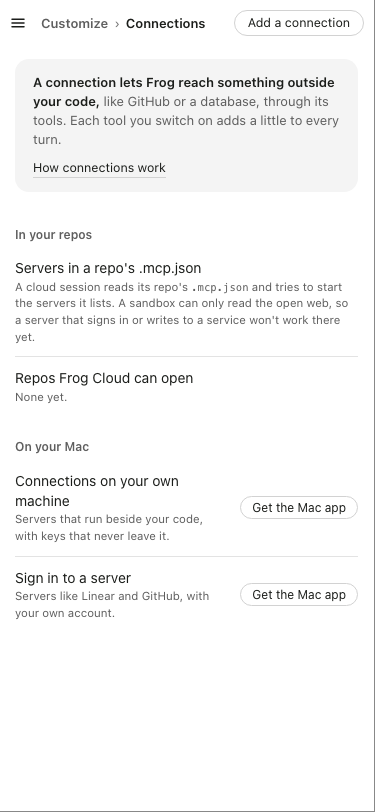 Customize › Connections
Add a connection
A connection lets Frog reach something outside
your code, like GitHub or a database, through its
tools. Each tool you switch on adds a little to every
turn.
How connections work
In your repos
Servers in a repo's .mcp.json
A cloud session reads its repo's .mcp.json and tries to start
the servers it lists. A sandbox can only read the open web, so
a server that signs in or writes to a service won't work there
yet.
Repos Frog Cloud can open
None yet.
On your Mac
Connections on your own
machine
Servers that run beside your code,
with keys that never leave it.
Get the Mac app
Sign in to a server
Servers like Linear and GitHub, with
your own account.
Get the Mac app